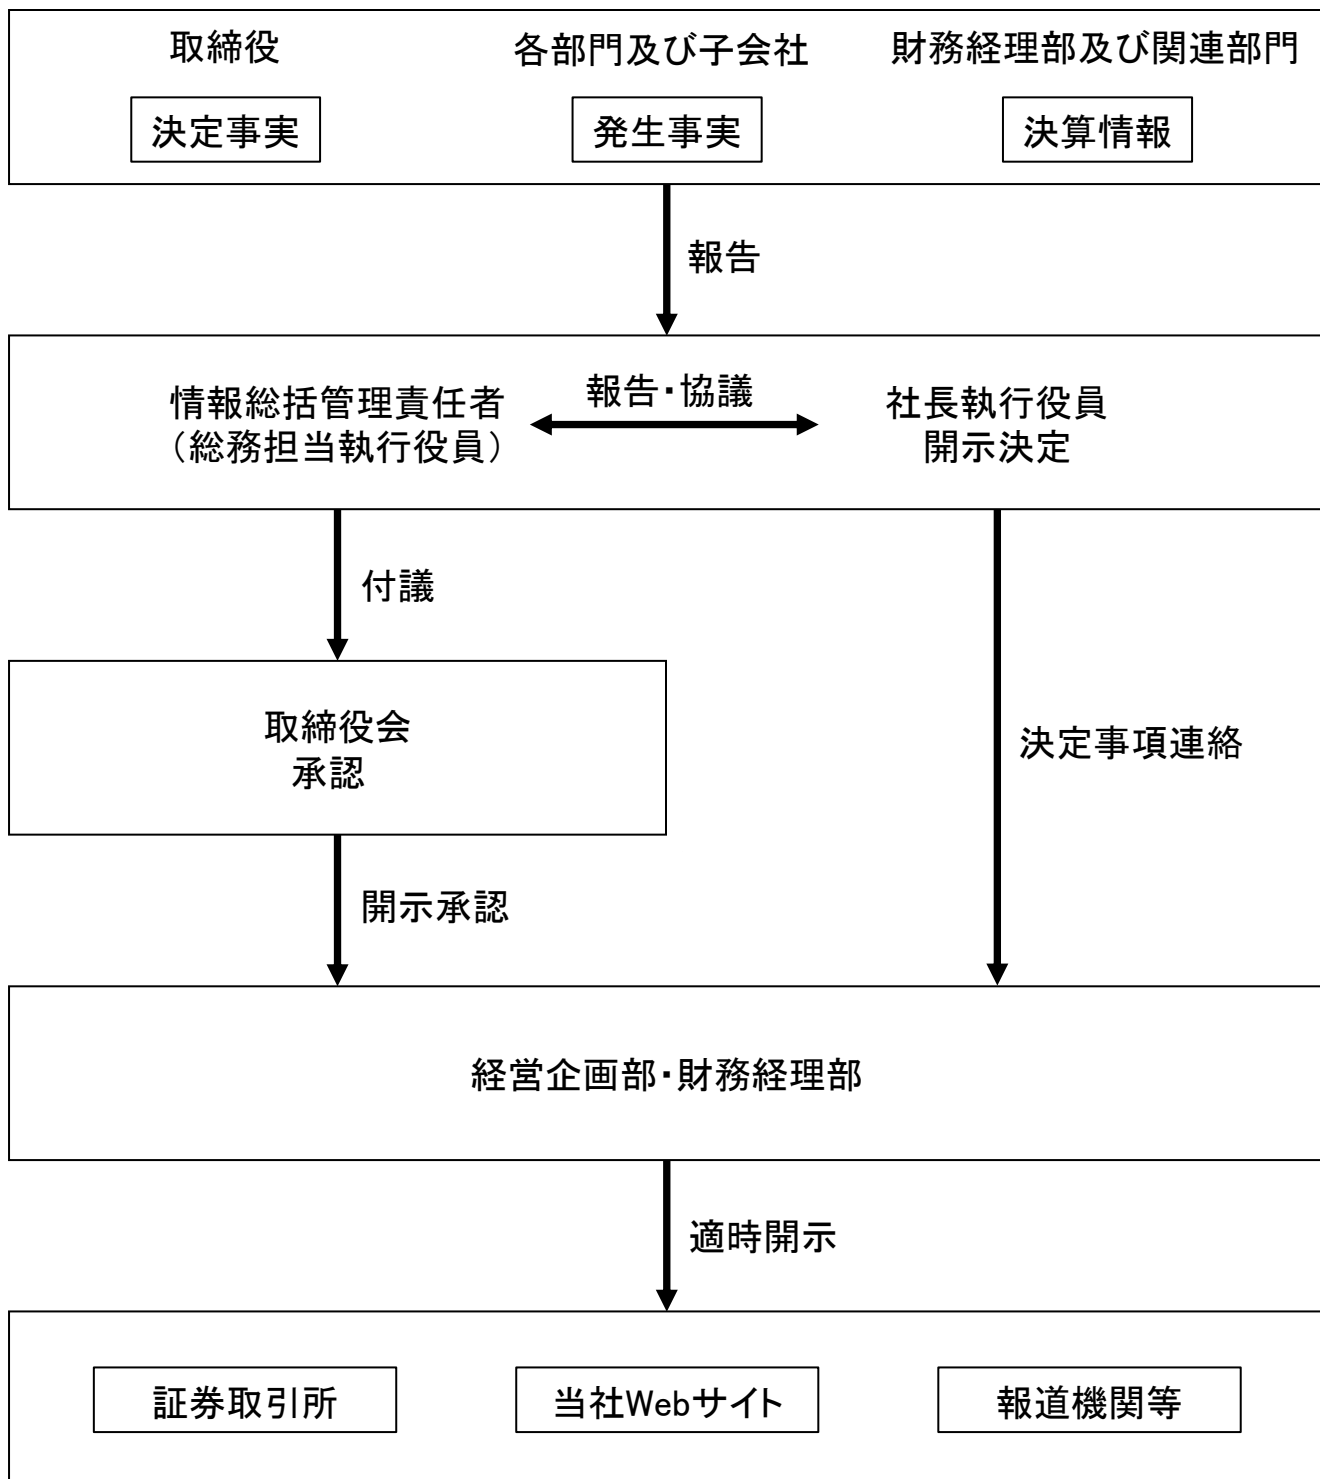 取締役
各部門及び子会社
財務経理部及び関連部門
決定事実
発生事実
決算情報
報告
情報総括管理責任者
（総務担当執行役員）
報告・協議
社長執行役員
開示決定
付議
取締役会
承認
決定事項連絡
開示承認
経営企画部・財務経理部
適時開示
証券取引所
当社Webサイト
報道機関等